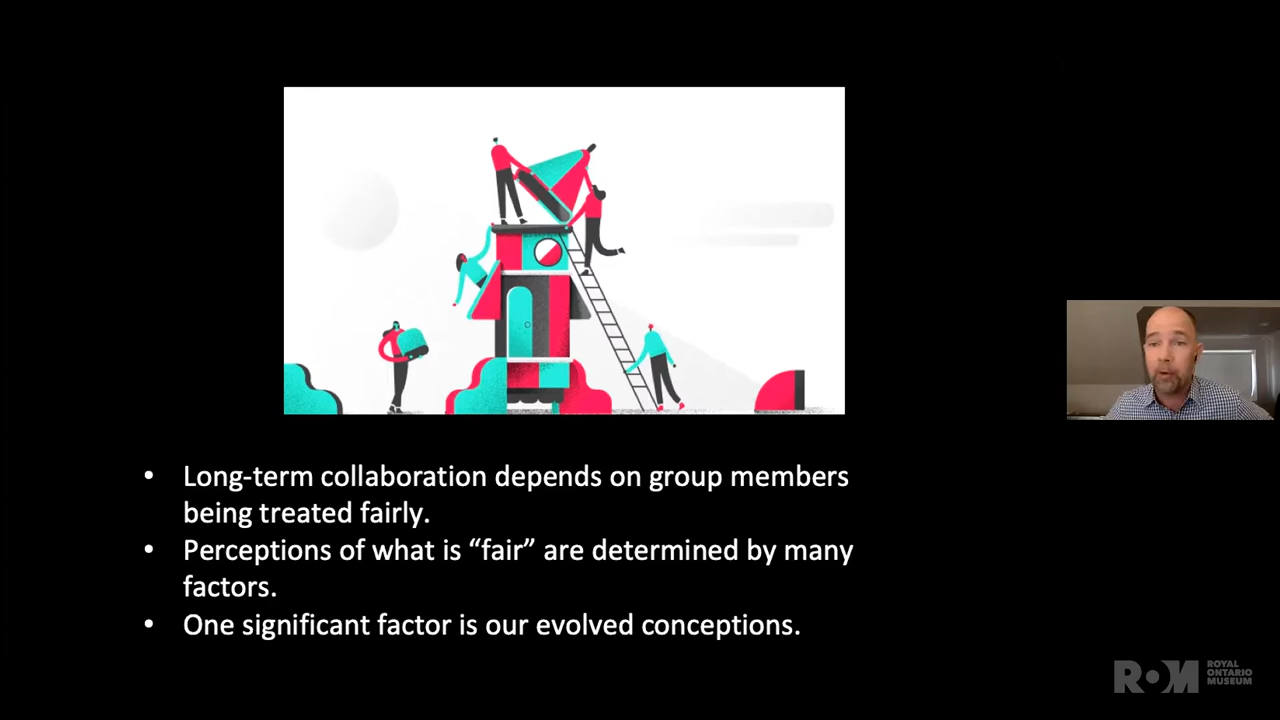 • Long-term collaboration depends on group members
being treated fairly.
• Perceptions of what is “fair” are determined by many
factors.
• One significant factor is our evolved conceptions.
ROM
ROYAL
ONTARIO
MUSEUM